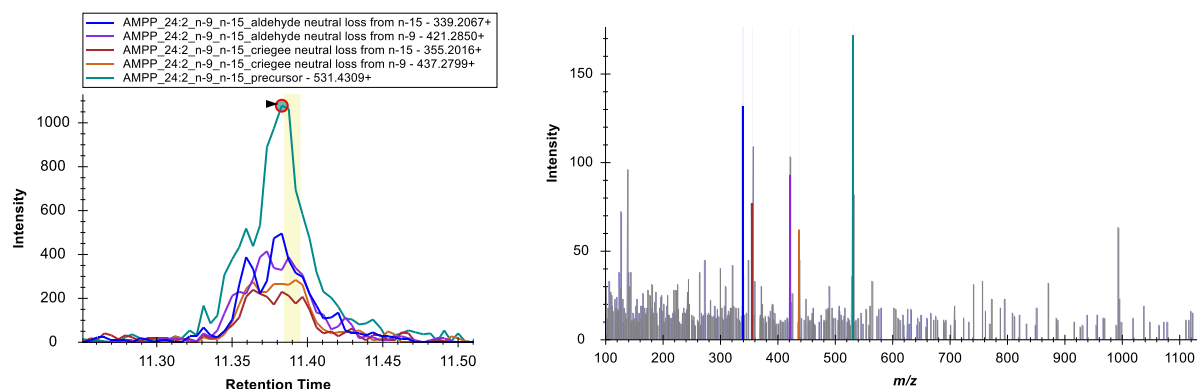 AMPP_24:2_n-9_n-15_aldehyde neutral loss from n-15 - 339.2067+
AMPP_24:2_n-9_n-15_aldehyde neutral loss from n-9 - 421.2850+
AMPP_24:2_n-9_n-15_criegee neutral loss from n-15 - 355.2016+
AMPP_24:2_n-9_n-15_criegee neutral loss from n-9 - 437.2799+
AMPP_24:2_n-9_n-15_precursor - 531.4309+
Intensity
1000
800
600
400
200
0
11.30 11.35 11.40 11.45 11.50
Retention Time
Intensity
150
100
50
0
100 200 300 400 500 600 700 800 900 1000 1100
m/z